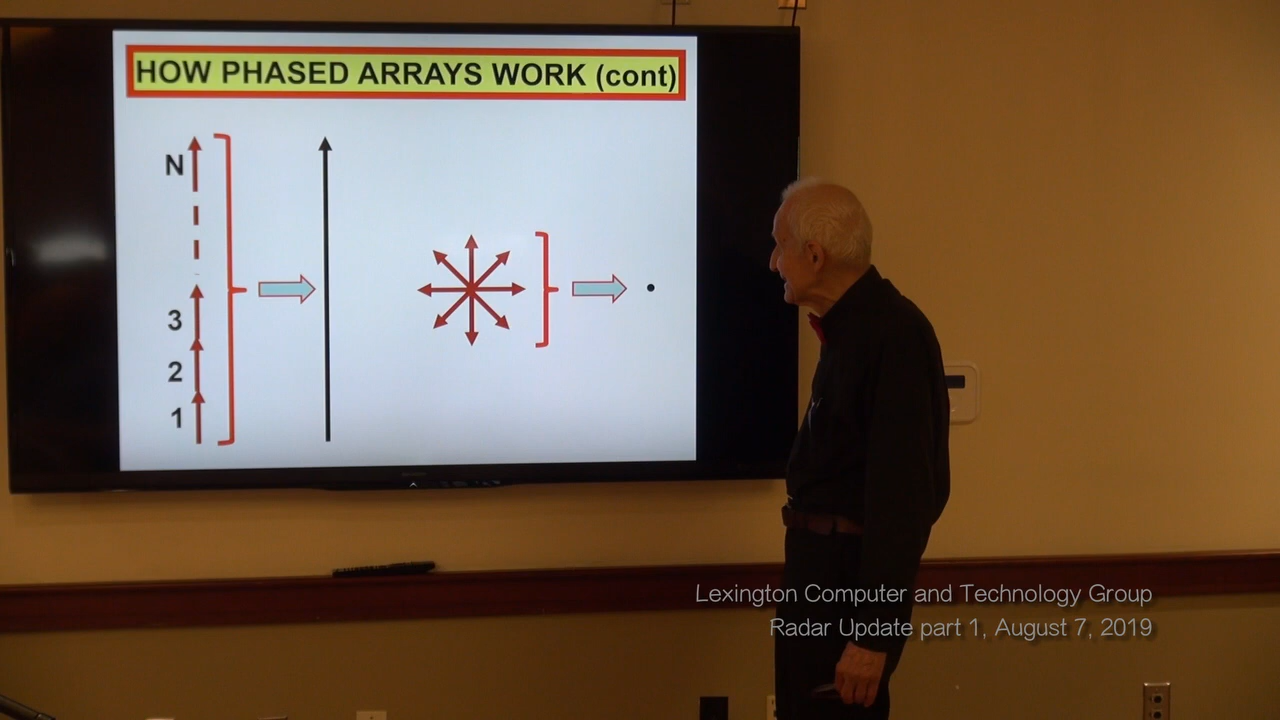 HOW PHASED ARRAYS WORK (cont)
N
3
2
1
Lexington Computer and Technology Group
Radar Update part 1, August 7, 2019